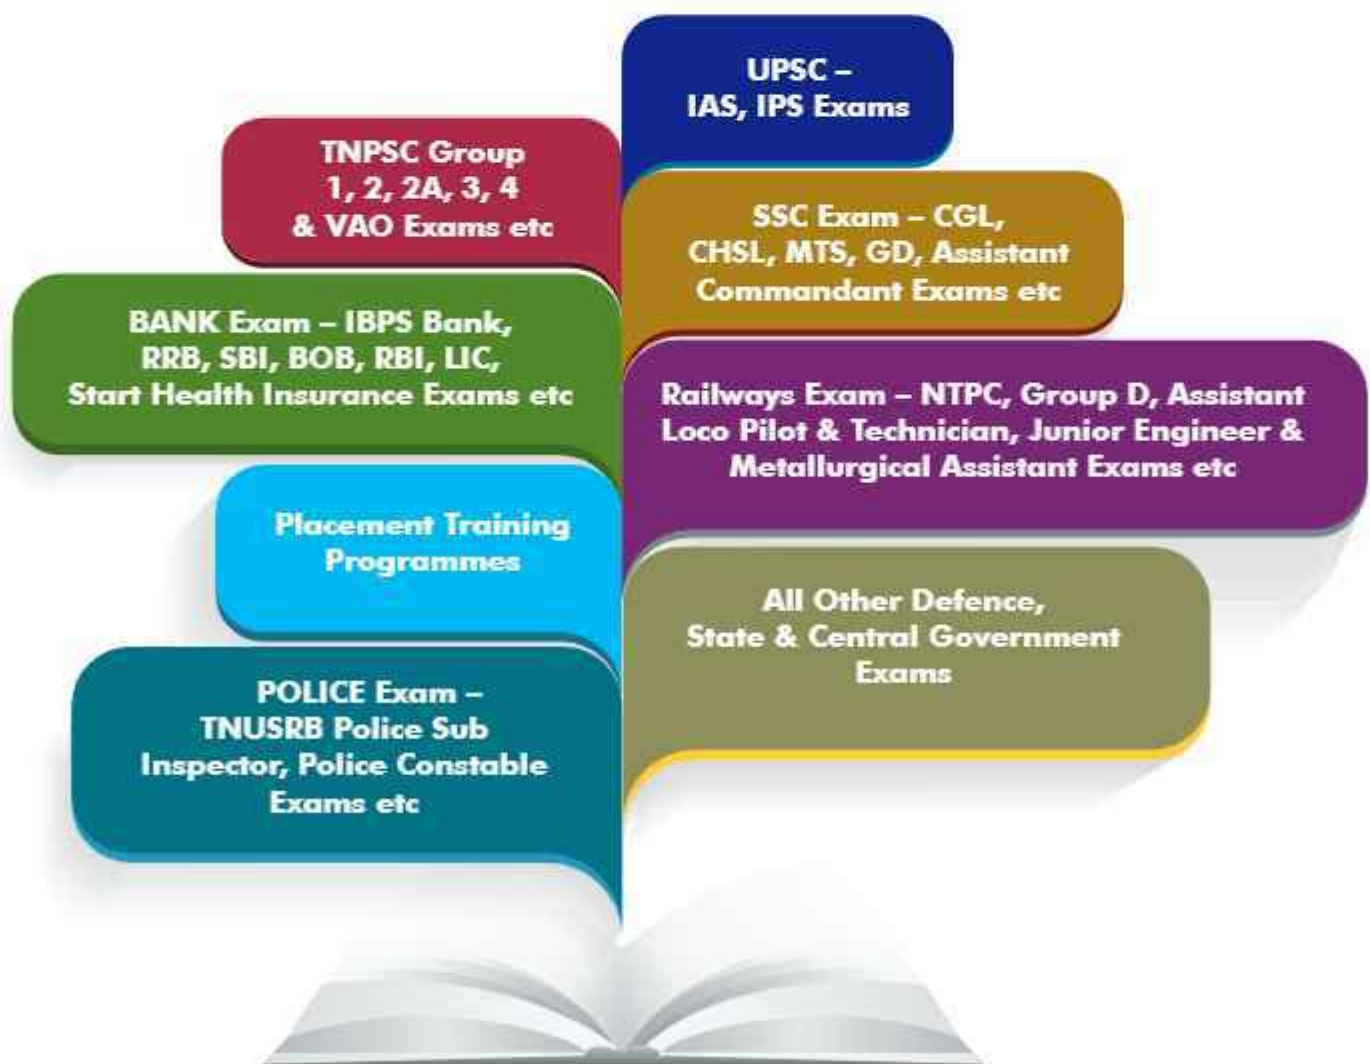 UPSC –
IAS, IPS Exams
TNPSC Group
1, 2, 2A, 3, 4
& VAO Exams etc
SSC Exam – CGL,
CHSL, MTS, GD, Assistant
Commandant Exams etc
BANK Exam – IBPS Bank,
RRB, SBI, BOB, RBI, LIC,
Start Health Insurance Exams etc
Railways Exam – NTPC, Group D, Assistant
Loco Pilot & Technician, Junior Engineer &
Metallurgical Assistant Exams etc
Placement Training
Programmes
All Other Defence,
State & Central Government
Exams
POLICE Exam –
TNUSRB Police Sub
Inspector, Police Constable
Exams etc